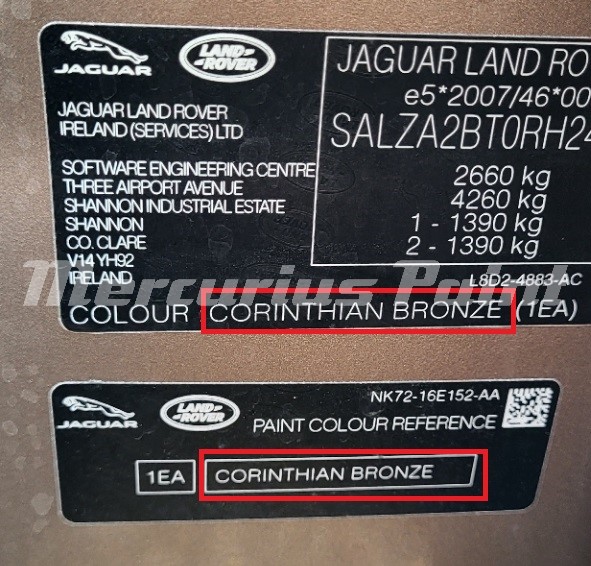 JAGUAR
LAND ROVER
JAGUAR LAND RO
e5*2007/46*00
JAGUAR LAND ROVER
IRELAND (SERVICES) LTD
SALZA2BT0RH24
SOFTWARE ENGINEERING CENTRE
THREE AIRPORT AVENUE
SHANNON INDUSTRIAL ESTATE
SHANNON
CO. CLARE
V14 YH92
IRELAND
2660 kg
4260 kg
1 - 1390 kg
2 - 1390 kg
L8D2-4883-AC
Mercurius Paint
COLOUR CORINTHIAN BRONZE (1EA)
JAGUAR
LAND ROVER
NK72-16E152-AA
PAINT COLOUR REFERENCE
1EA CORINTHIAN BRONZE